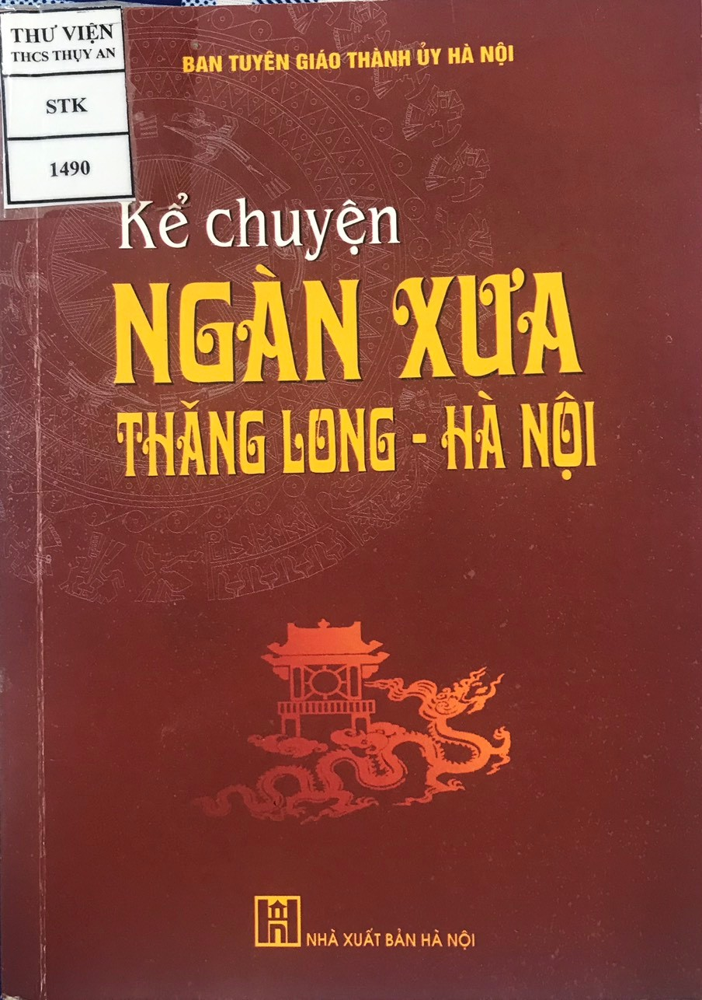 THƯ VIỆN
THCS THỤY AN
STK
1490
BAN TUYÊN GIÁO THÀNH ỦY HÀ NỘI
Kể chuyện
NGÀN XƯA
THĂNG LONG - HÀ NỘI
NHÀ XUẤT BẢN HÀ NỘI